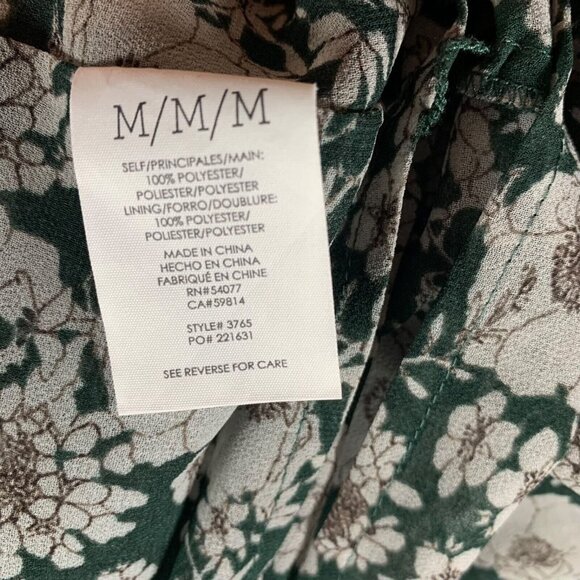 M/M/M
SELF/PRINCIPALES/MAIN:
100% POLYESTER/
POLIESTER/POLYESTER
LINING/FORRO/DOUBLURE:
100% POLYESTER/
POLIESTER/POLYESTER
MADE IN CHINA
HECHO EN CHINA
FABRIQUÉ EN CHINE
RN#54077
CA#59814
STYLE# 3765
PO# 221631
SEE REVERSE FOR CARE